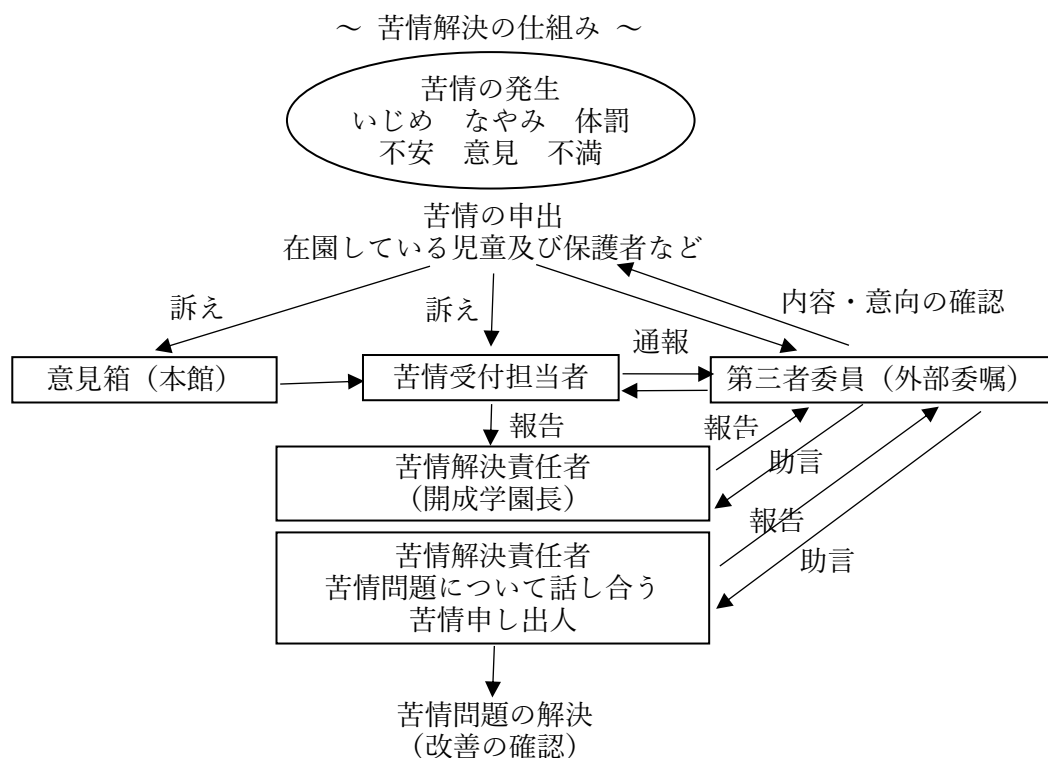 ～ 苦情解決の仕組み ～
苦情の発生
いじめ　なやみ　体罰
不安　意見　不満
苦情の申出
在園している児童及び保護者など
訴え
訴え
内容・意向の確認
通報
意見箱（本館）
苦情受付担当者
第三者委員（外部委嘱）
報告
報告
助言
苦情解決責任者
（開成学園長）
報告
助言
苦情解決責任者
苦情問題について話し合う
苦情申し出人
苦情問題の解決
（改善の確認）